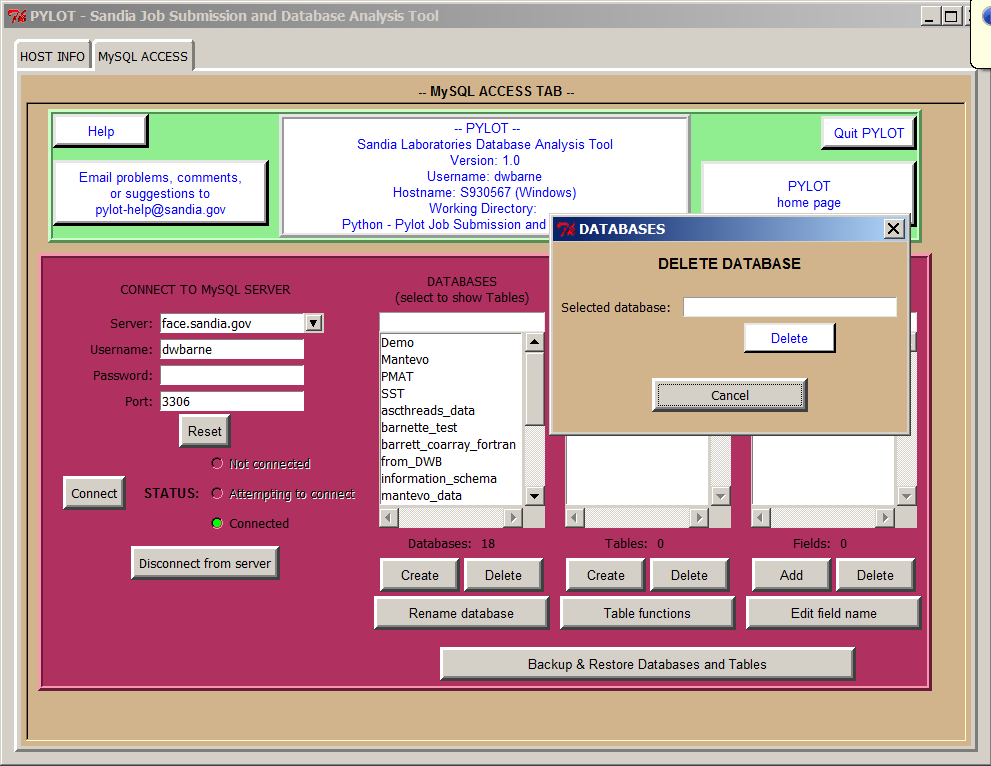 PYLOT - Sandia Job Submission and Database Analysis Tool
HOST INFO
MySQL ACCESS
-- MySQL ACCESS TAB --
Help
Email problems, comments,
or suggestions to
pylot-help@sandia.gov
-- PYLOT --
Sandia Laboratories Database Analysis Tool
Version: 1.0
Username: dwbarne
Hostname: S930567 (Windows)
Working Directory:
Python - Pylot Job Submission and
Quit PYLOT
PYLOT
home page
DATABASES
DELETE DATABASE
Selected database:
Delete
Cancel
CONNECT TO MySQL SERVER
Server: face.sandia.gov
Username: dwbarne
Password:
Port: 3306
Reset
Not connected
Connect
STATUS:
Attempting to connect
Connected
Disconnect from server
DATABASES
(select to show Tables)
Demo
Mantevo
PMAT
SST
ascthreads_data
barnette_test
barrett_coarray_fortran
from_DWB
information_schema
mantevo_data
Databases: 18
Create
Delete
Rename database
Tables: 0
Create
Delete
Table functions
Fields: 0
Add
Delete
Edit field name
Backup & Restore Databases and Tables